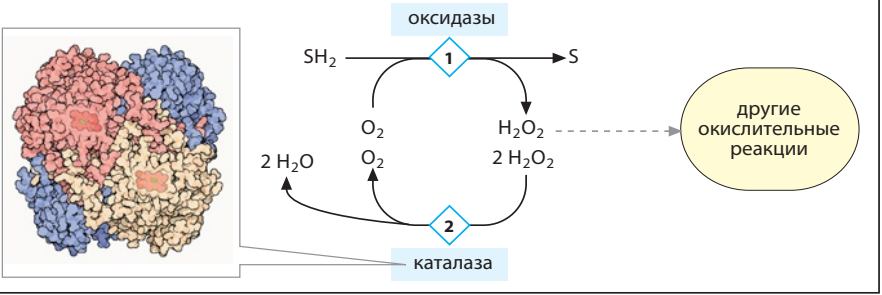 оксидазы
SH₂
1
S
O₂
H₂O₂
другие
окислительные
реакции
2 H₂O
O₂
2 H₂O₂
2
каталаза